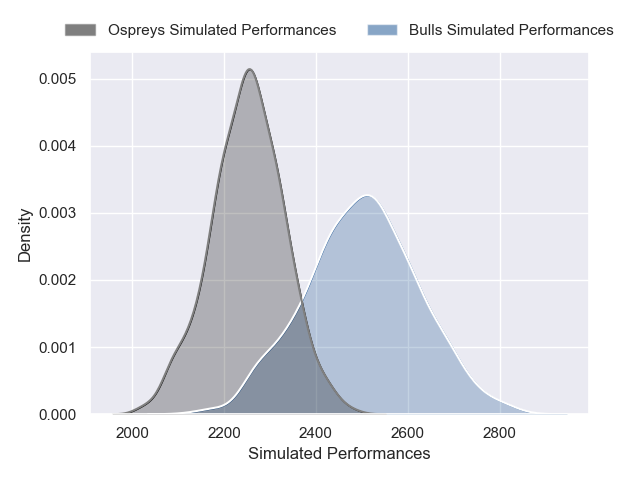 Ospreys Simulated Performances Bulls Simulated Performances
0.005
0.004
0.003
0.002
0.001
0.000
Density
2000 2200 2400 2600 2800
Simulated Performances